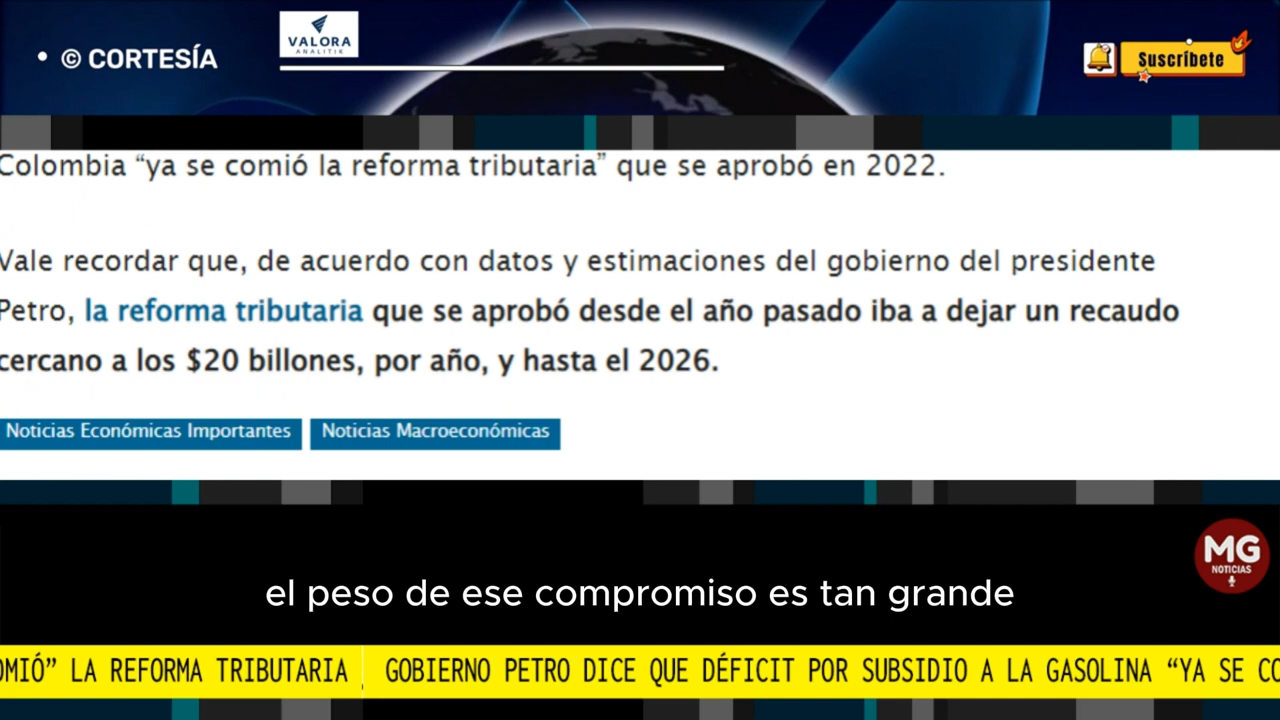 • © CORTESÍA
VALORA
ANALITIK
Suscríbete
Colombia “ya se comió la reforma tributaria” que se aprobó en 2022.
Vale recordar que, de acuerdo con datos y estimaciones del gobierno del presidente
Petro, la reforma tributaria que se aprobó desde el año pasado iba a dejar un recaudo
cercano a los $20 billones, por año, y hasta el 2026.
Noticias Económicas Importantes
Noticias Macroeconómicas
MG
NOTICIAS
el peso de ese compromiso es tan grande
OMIÓ” LA REFORMA TRIBUTARIA GOBIERNO PETRO DICE QUE DÉFICIT POR SUBSIDIO A LA GASOLINA “YA SE CO